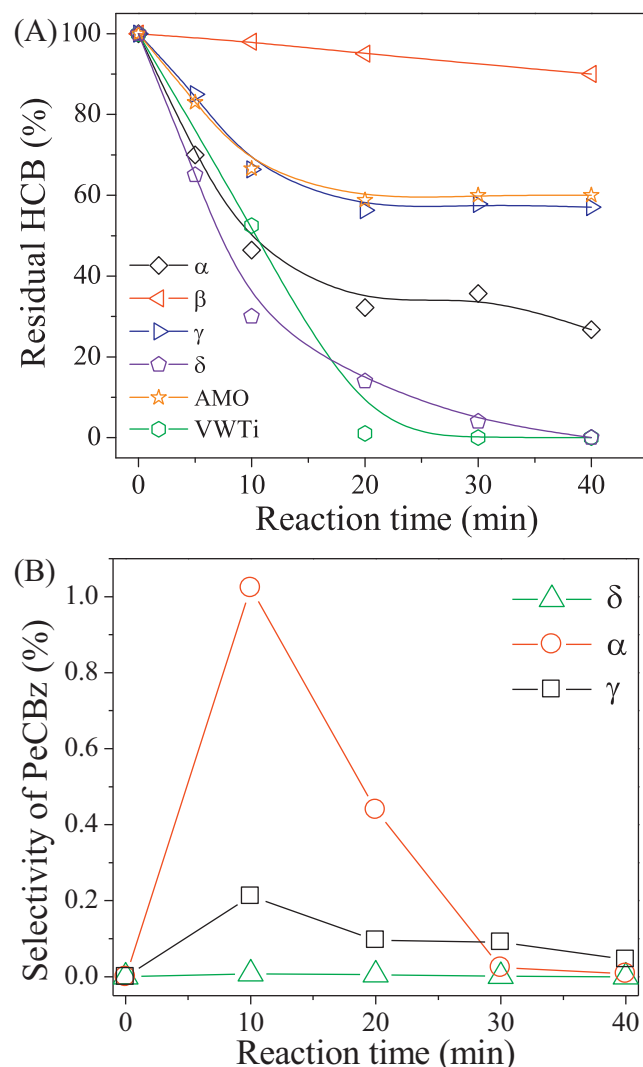 (A)
Residual HCB (%)
100
80
60
40
20
0
α
β
γ
δ
AMO
VWTi
0 10 20 30 40
Reaction time (min)
(B)
Selectivity of PeCBz (%)
1.0
0.8
0.6
0.4
0.2
0.0
δ
α
γ
0 10 20 30 40
Reaction time (min)